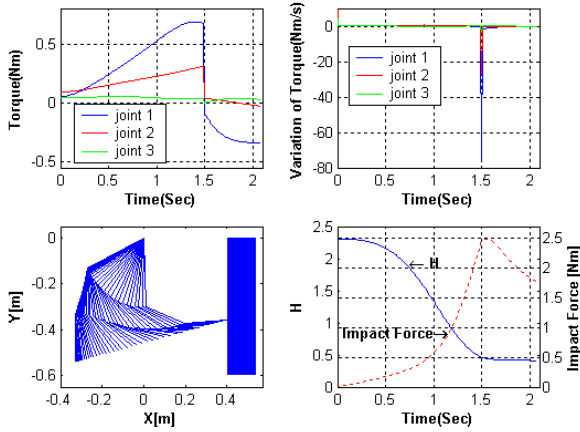 Torque(Nm)
0.5
0
-0.5
joint 1
joint 2
joint 3
0 0.5 1 1.5 2
Time(Sec)
Variation of Torque(Nm/s)
0
-20
-40
-60
-80
joint 1
joint 2
joint 3
0 0.5 1 1.5 2
Time(Sec)
Y[m]
0
-0.2
-0.4
-0.6
-0.4 -0.2 0 0.2 0.4
X[m]
H
2.5
2
1.5
1
0.5
0
← H
Impact Force→
0 0.5 1 1.5 2
Time(Sec)
2.5
2
1.5
1
0.5
0
Impact Force [Nm]